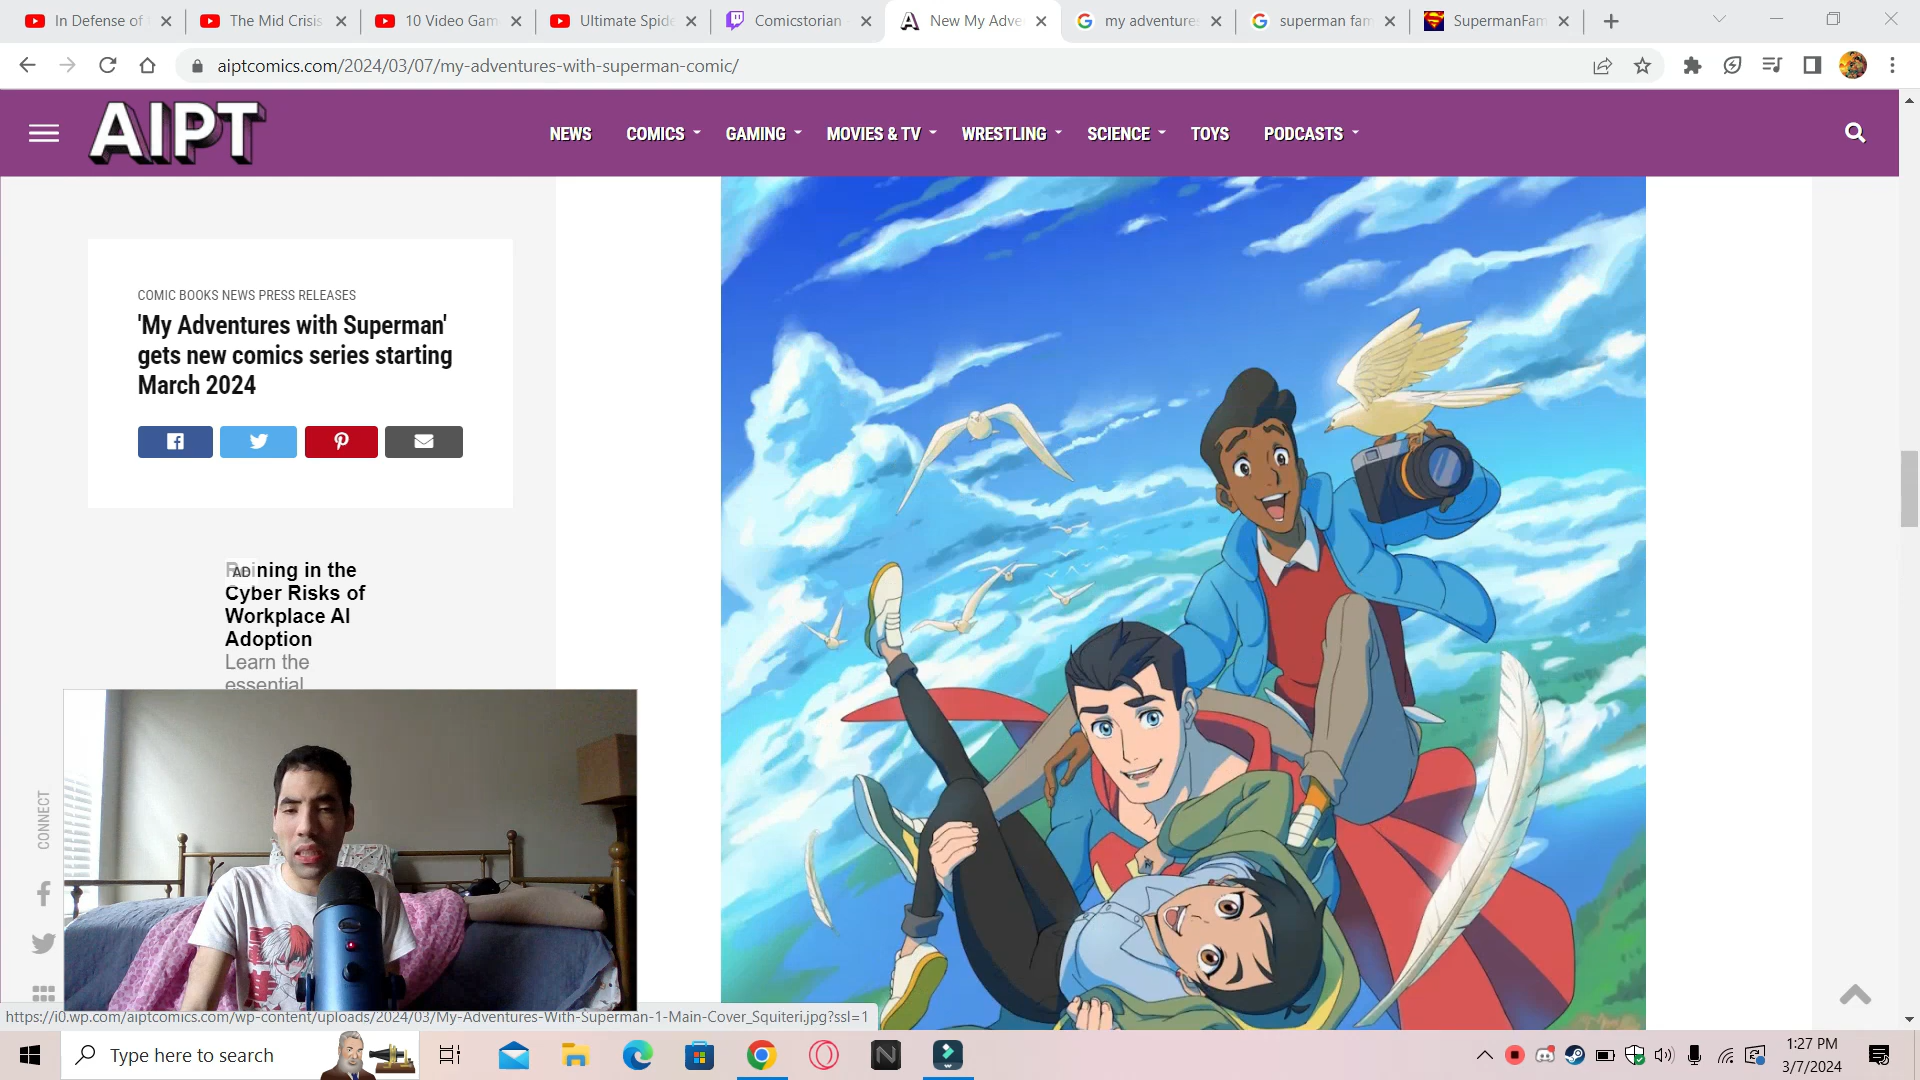 In Defense of
The Mid Crisis
10 Video Gam
Ultimate Spide
Comicstorian
New My Adve
my adventures
superman fam
SupermanFam
aiptcomics.com/2024/03/07/my-adventures-with-superman-comic/
AIPT
NEWS
COMICS
GAMING
MOVIES & TV
WRESTLING
SCIENCE
TOYS
PODCASTS
COMIC BOOKS NEWS PRESS RELEASES
'My Adventures with Superman'
gets new comics series starting
March 2024
AD
Reining in the
Cyber Risks of
Workplace AI
Adoption
Learn the
essential
CONNECT
https://i0.wp.com/aiptcomics.com/wp-content/uploads/2024/03/My-Adventures-With-Superman-1-Main-Cover_Squiteri.jpg?ssl=1
Type here to search
1:27 PM
3/7/2024